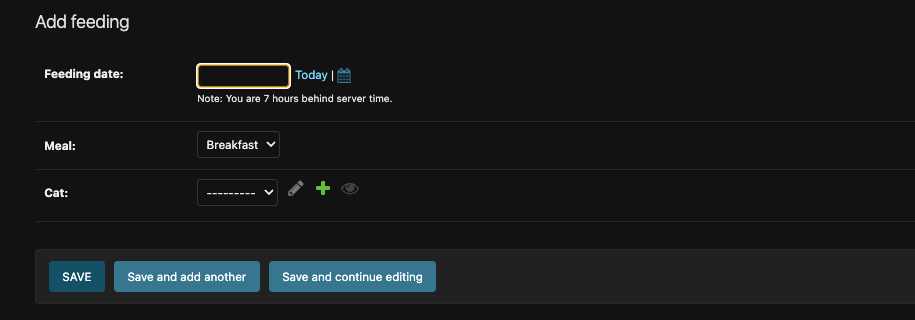 Add feeding
Feeding date:
Today |
Note: You are 7 hours behind server time.
Meal:
Breakfast
Cat:
---------
SAVE
Save and add another
Save and continue editing